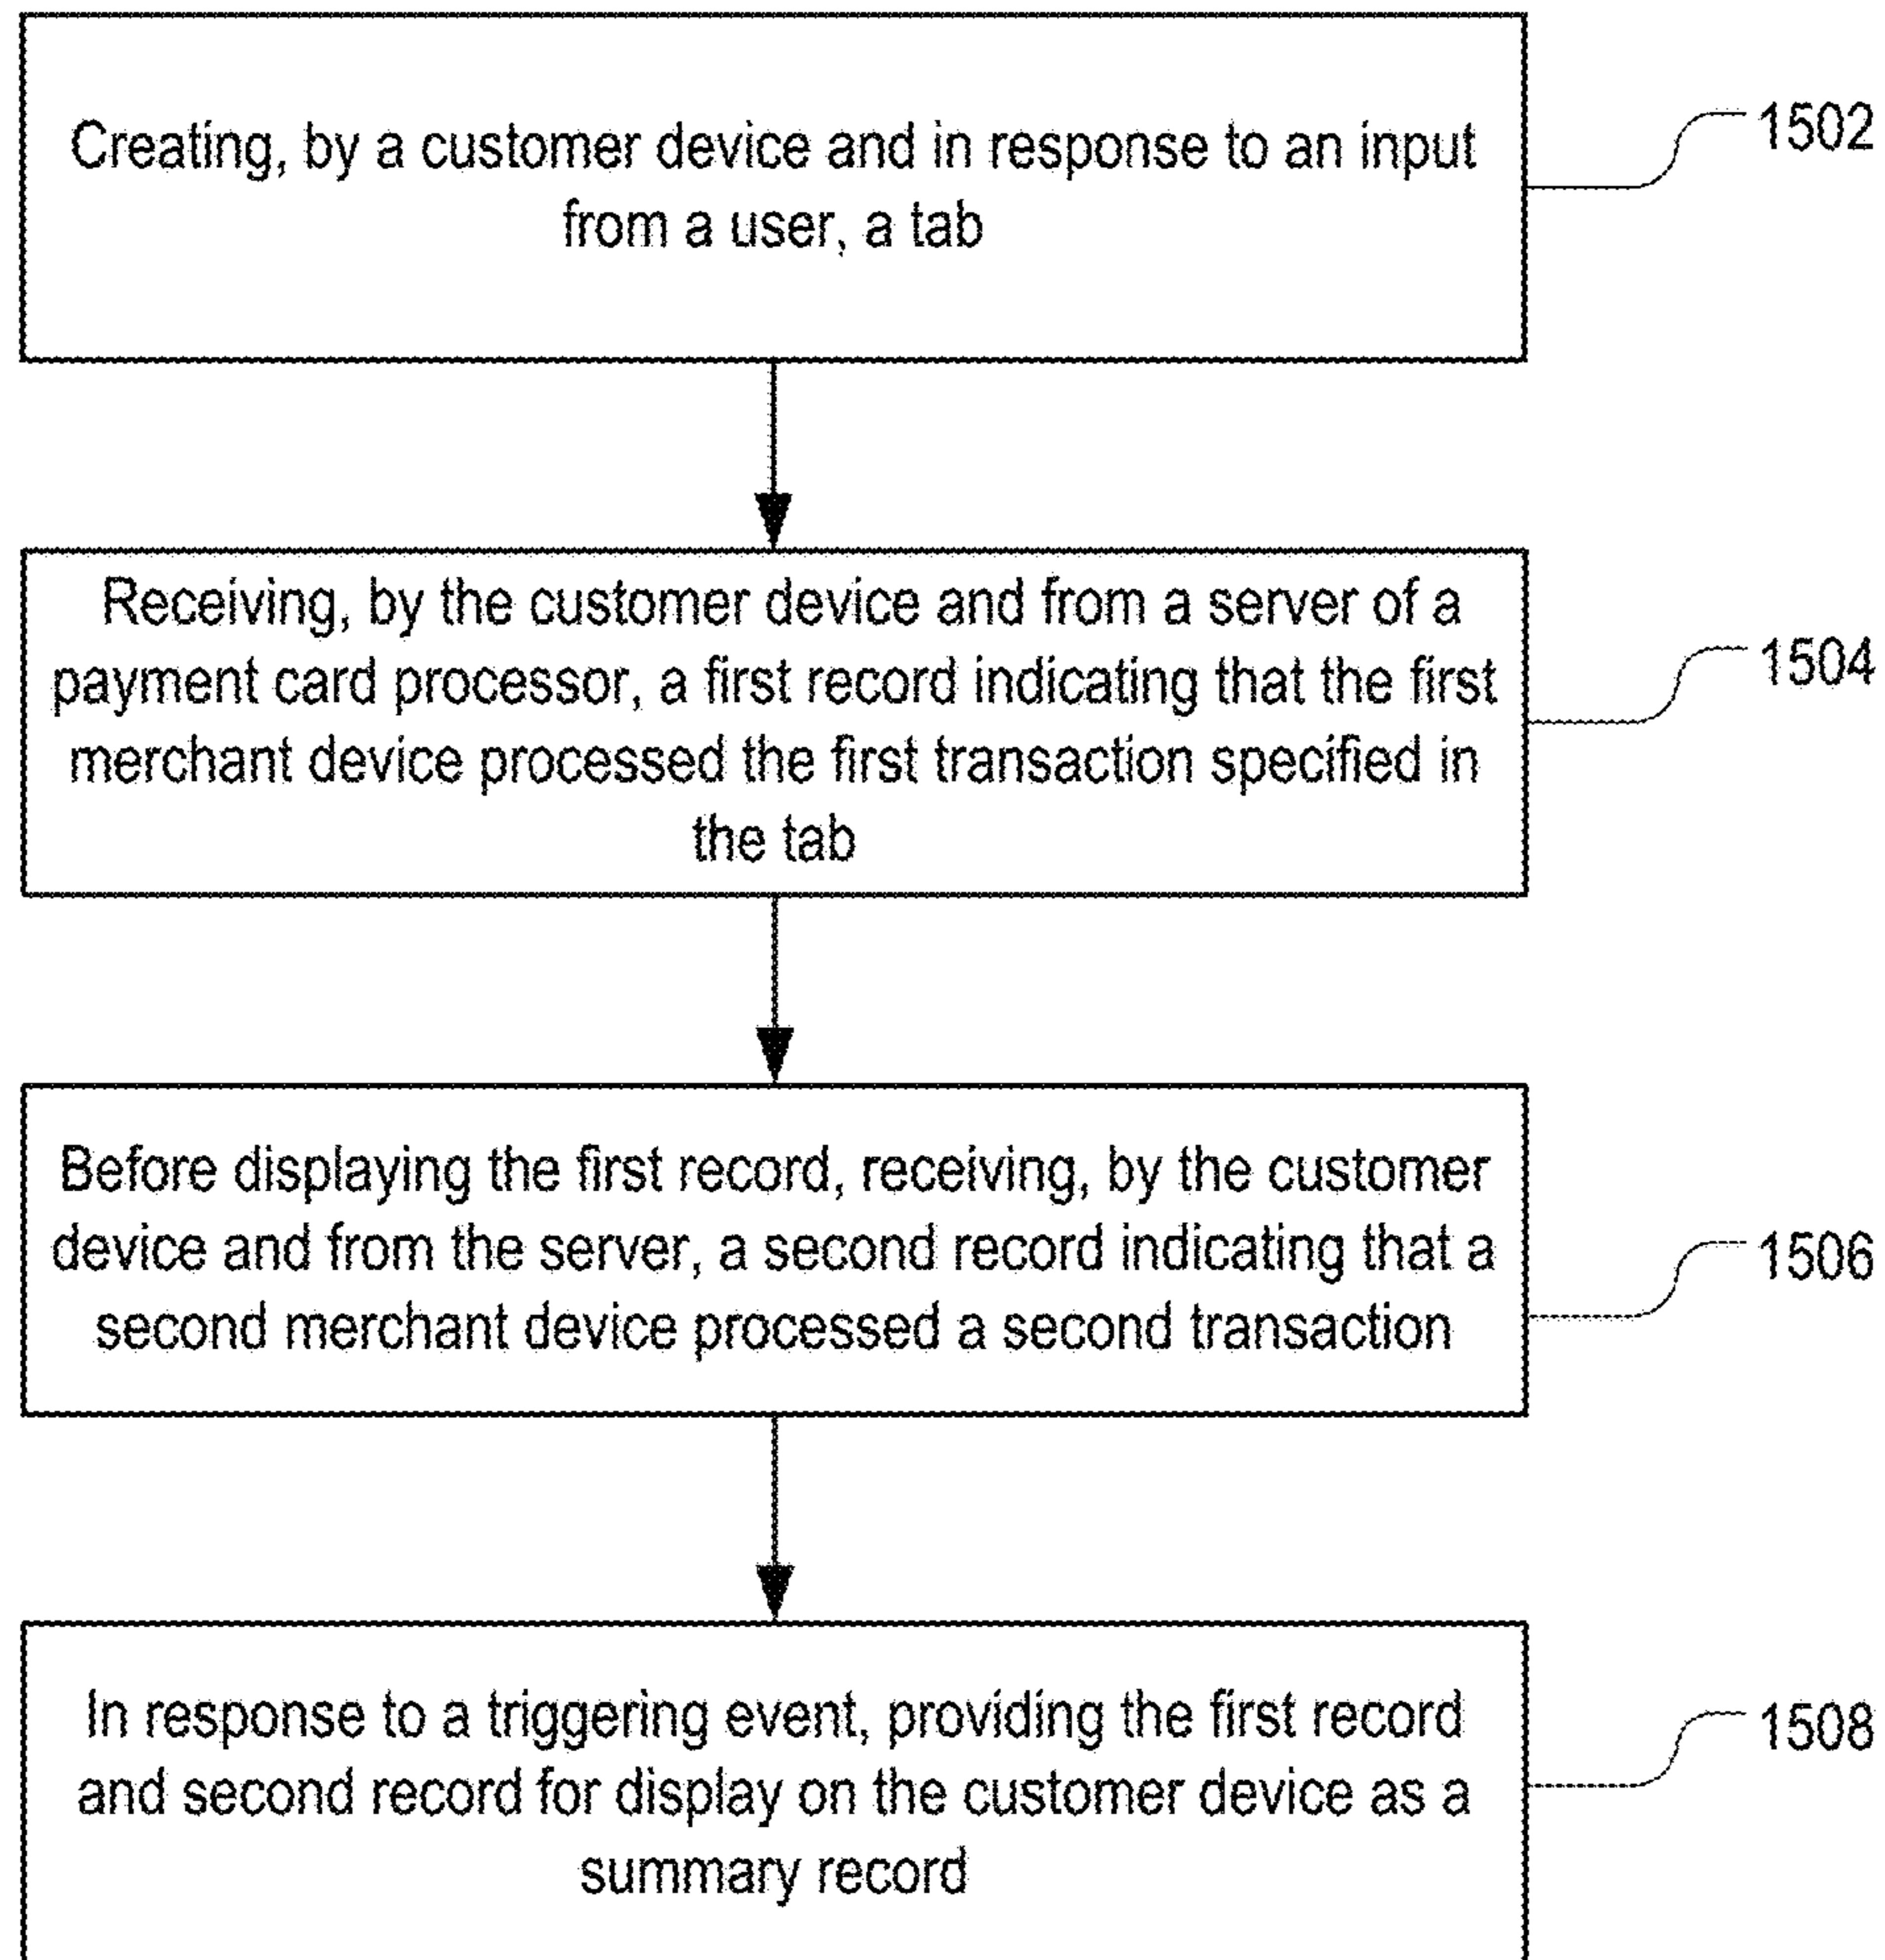 Creating, by a customer device and in response to an input
from a user, a tab
1502
Receiving, by the customer device and from a server of a
payment card processor, a first record indicating that the first
merchant device processed the first transaction specified in
the tab
1504
Before displaying the first record, receiving, by the customer
device and from the server, a second record indicating that a
second merchant device processed a second transaction
1506
In response to a triggering event, providing the first record
and second record for display on the customer device as a
summary record
1508